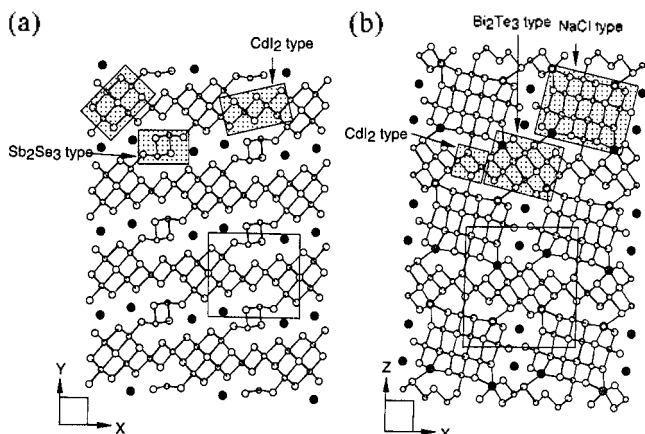 (a)
CdI2 type
Sb2Se3 type
Y
X
(b)
Bi2Te3 type
NaCl type
CdI2 type
Z